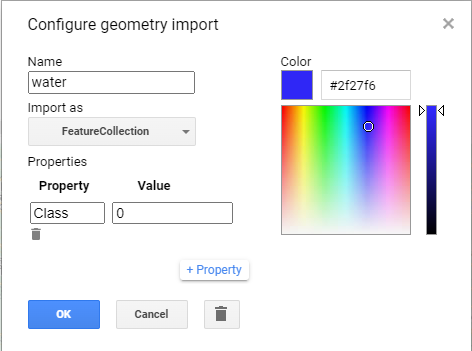 Configure geometry import
×
Name
water
Import as
FeatureCollection
Properties
Property Value
Class 0
+ Property
OK Cancel
Color
#2f27f6